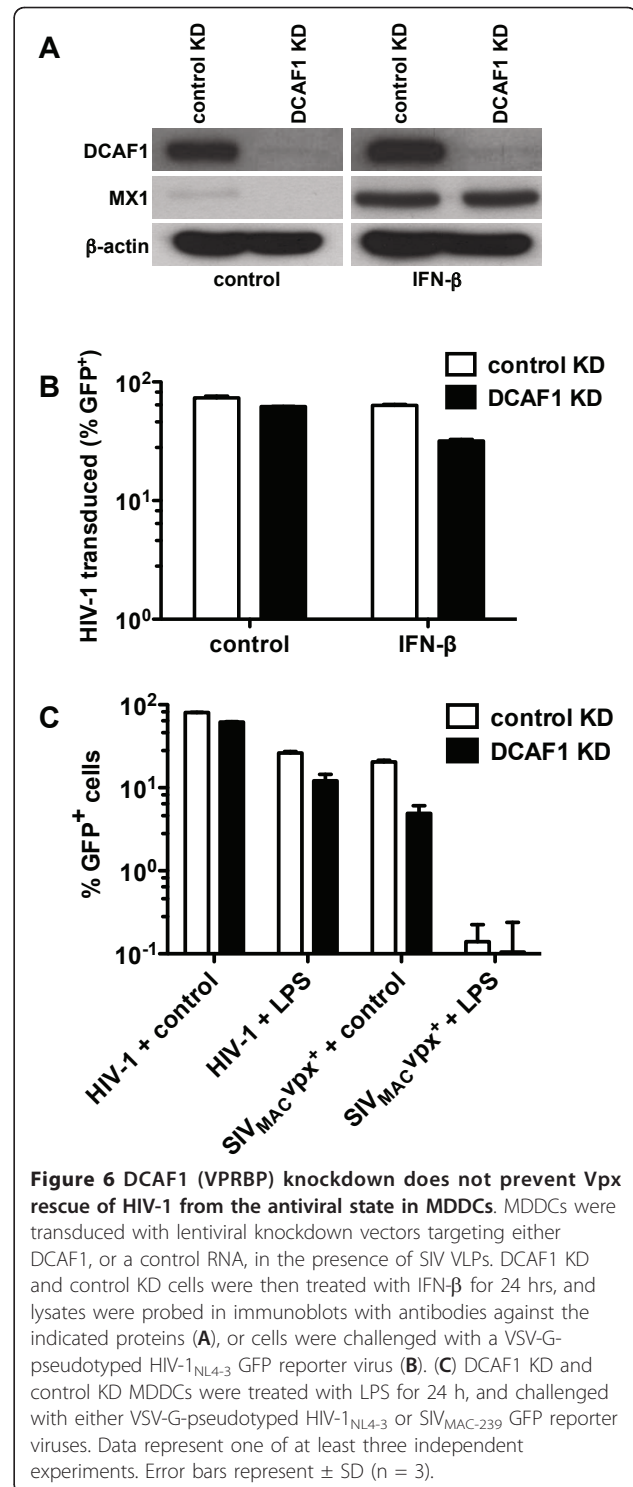 A
control KD
DCAF1 KD
control KD
DCAF1 KD
DCAF1
MX1
β-actin
control
IFN-β
B
HIV-1 transduced (% GFP⁺)
10²
10¹
10⁰
control KD
DCAF1 KD
control
IFN-β
C
% GFP⁺ cells
10²
10¹
10⁰
10⁻¹
control KD
DCAF1 KD
HIV-1 + control
HIV-1 + LPS
SIV_MAC vpx⁺ + control
SIV_MAC vpx⁺ + LPS
Figure 6 DCAF1 (VPRBP) knockdown does not prevent Vpx
rescue of HIV-1 from the antiviral state in MDDCs. MDDCs were
transduced with lentiviral knockdown vectors targeting either
DCAF1, or a control RNA, in the presence of SIV VLPs. DCAF1 KD
and control KD cells were then treated with IFN-β for 24 hrs, and
lysates were probed in immunoblots with antibodies against the
indicated proteins (A), or cells were challenged with a VSV-G-
pseudotyped HIV-1_NL4-3 GFP reporter virus (B). (C) DCAF1 KD and
control KD MDDCs were treated with LPS for 24 h, and challenged
with either VSV-G-pseudotyped HIV-1_NL4-3 or SIV_MAC-239 GFP reporter
viruses. Data represent one of at least three independent
experiments. Error bars represent ± SD (n = 3).